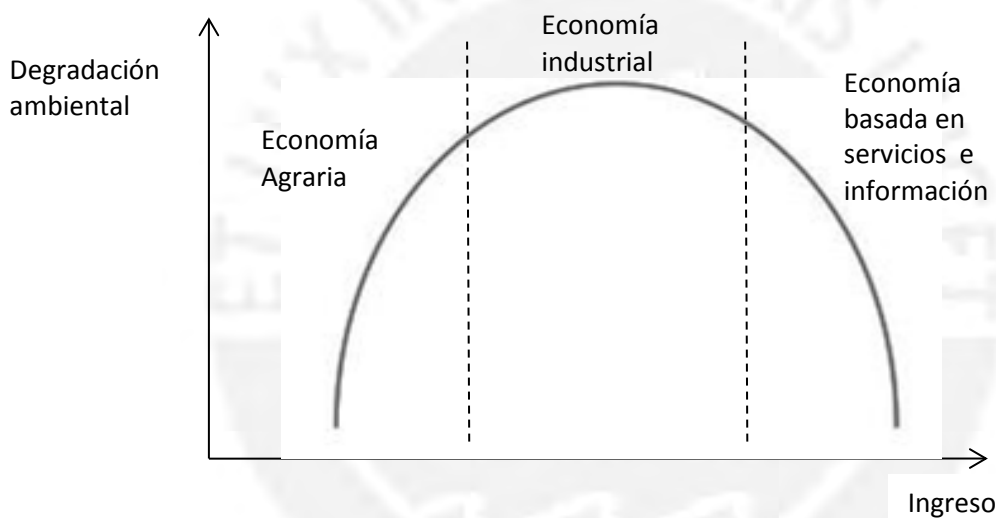 Degradación
ambiental
Economía
industrial
Economía
Agraria
Economía
basada en
servicios e
información
Ingreso